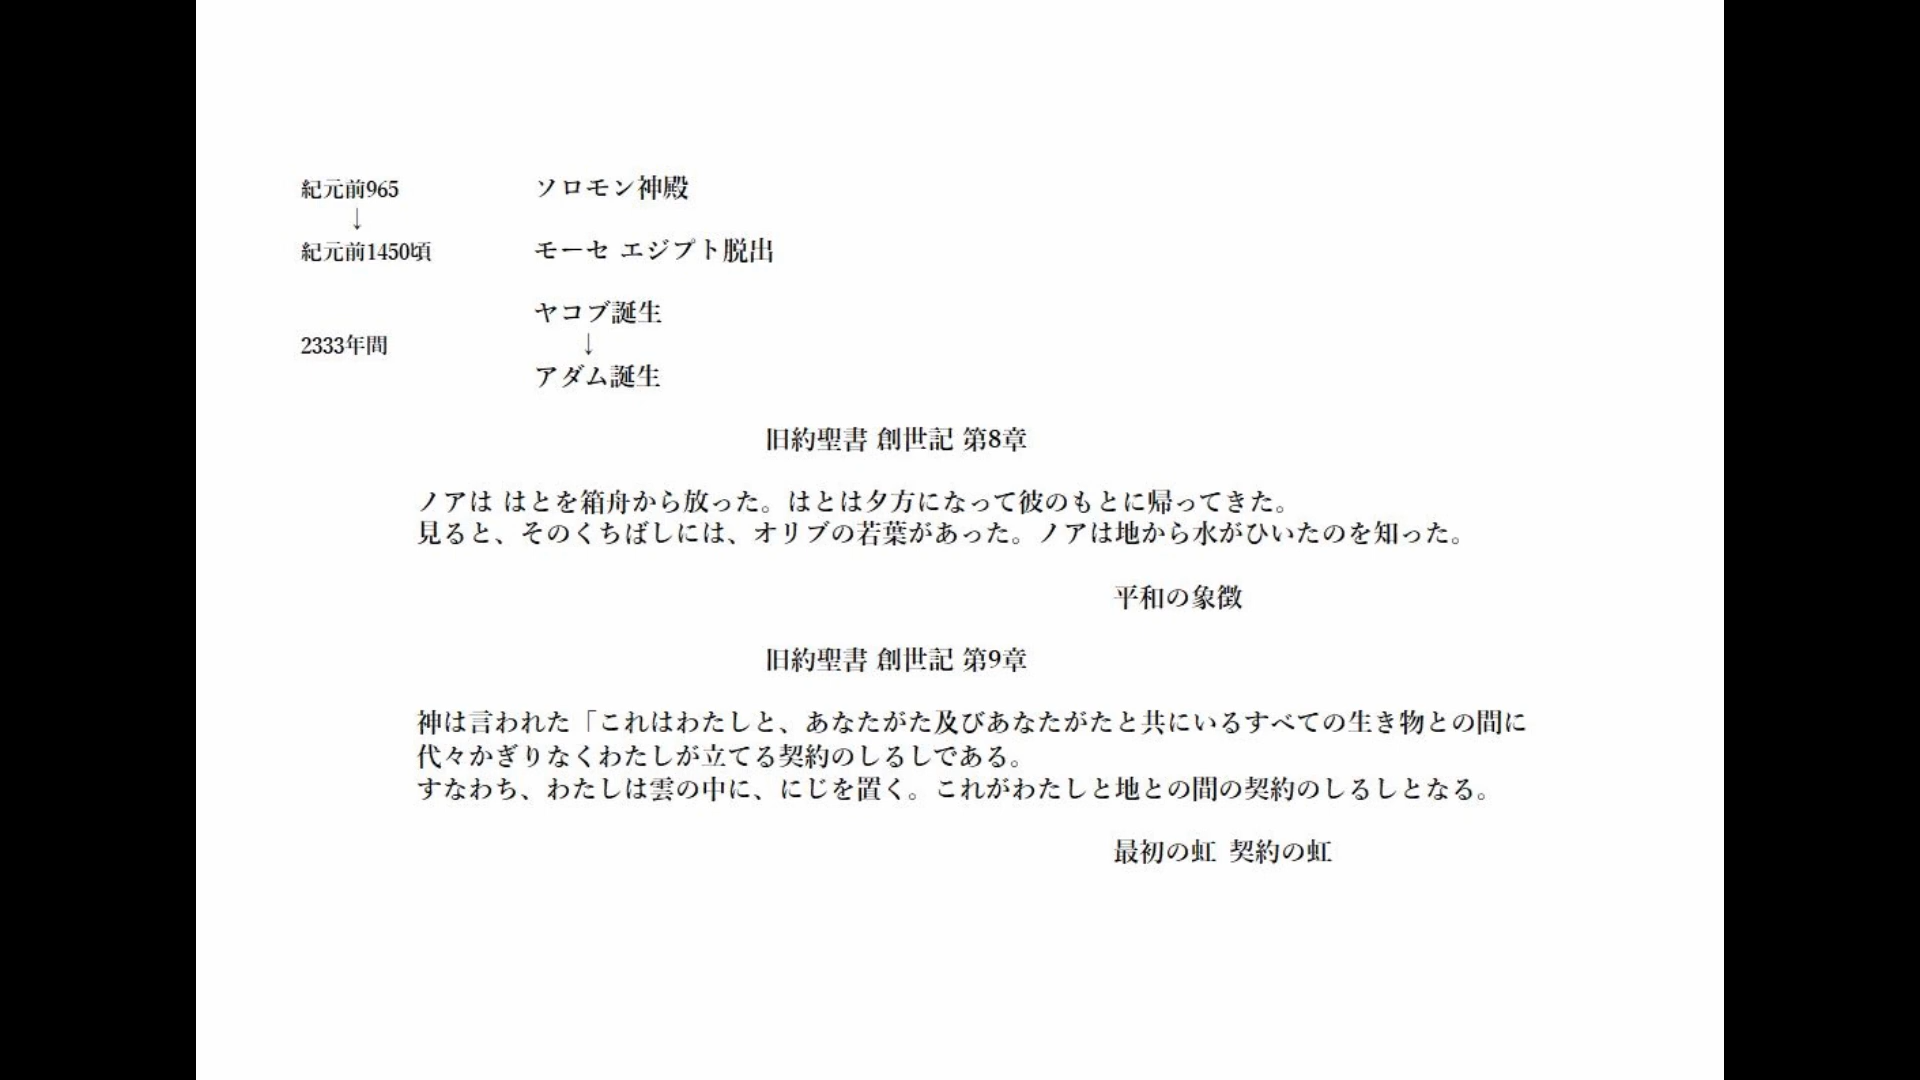 紀元前965 ソロモン神殿
↓
紀元前1450頃 モーセ エジプト脱出
ヤコブ誕生
2333年間 ↓
アダム誕生
旧約聖書 創世記 第8章
ノアは はとを箱舟から放った。はとは夕方になって彼のもとに帰ってきた。
見ると、そのくちばしには、オリブの若葉があった。ノアは地から水がひいたのを知った。
平和の象徴
旧約聖書 創世記 第9章
神は言われた「これはわたしと、あなたがた及びあなたがたと共にいるすべての生き物との間に
代々かぎりなくわたしが立てる契約のしるしである。
すなわち、わたしは雲の中に、にじを置く。これがわたしと地との間の契約のしるしとなる。
最初の虹 契約の虹